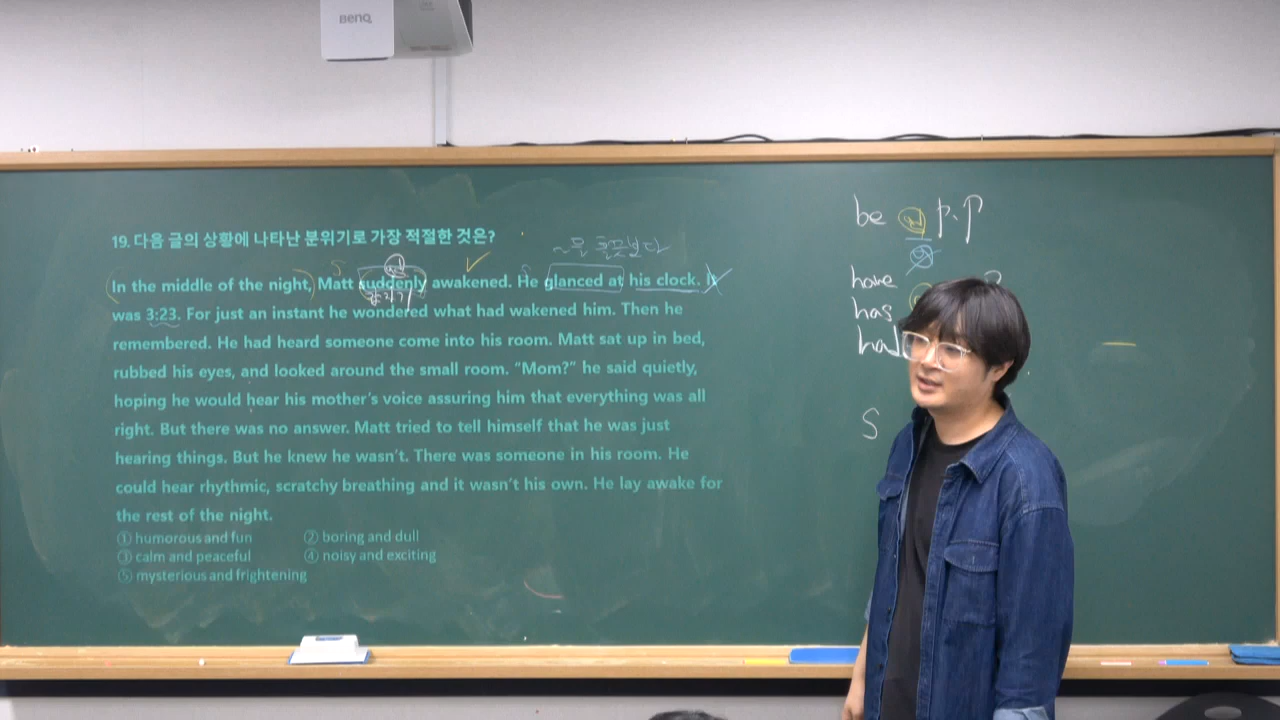 BenQ
19. 다음 글의 상황에 나타난 분위기로 가장 적절한 것은?
~을 흘끗보다
S ad S
In the middle of the night, Matt suddenly awakened. He glanced at his clock. It
갑자기
was 3:23. For just an instant he wondered what had wakened him. Then he
remembered. He had heard someone come into his room. Matt sat up in bed,
rubbed his eyes, and looked around the small room. “Mom?” he said quietly,
hoping he would hear his mother’s voice assuring him that everything was all
right. But there was no answer. Matt tried to tell himself that he was just
hearing things. But he knew he wasn’t. There was someone in his room. He
could hear rhythmic, scratchy breathing and it wasn’t his own. He lay awake for
the rest of the night.
① humorous and fun ② boring and dull
③ calm and peaceful ④ noisy and exciting
⑤ mysterious and frightening
be ad p.p
have
has
had
S